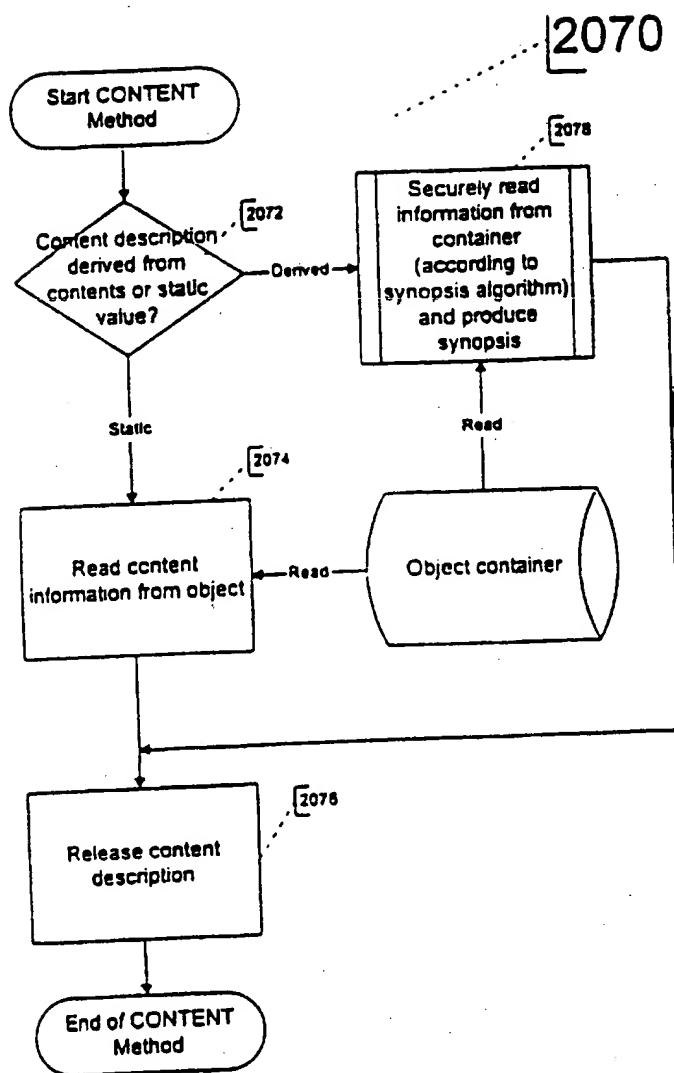 2070
Start CONTENT
Method
2078
Securely read
information from
container
(according to
synopsis algorithm)
and produce
synopsis
2072
Content description
derived from
contents or static
value?
Derived
Static
Read
2074
Read content
information from object
Read
Object container
2076
Release content
description
End of CONTENT
Method